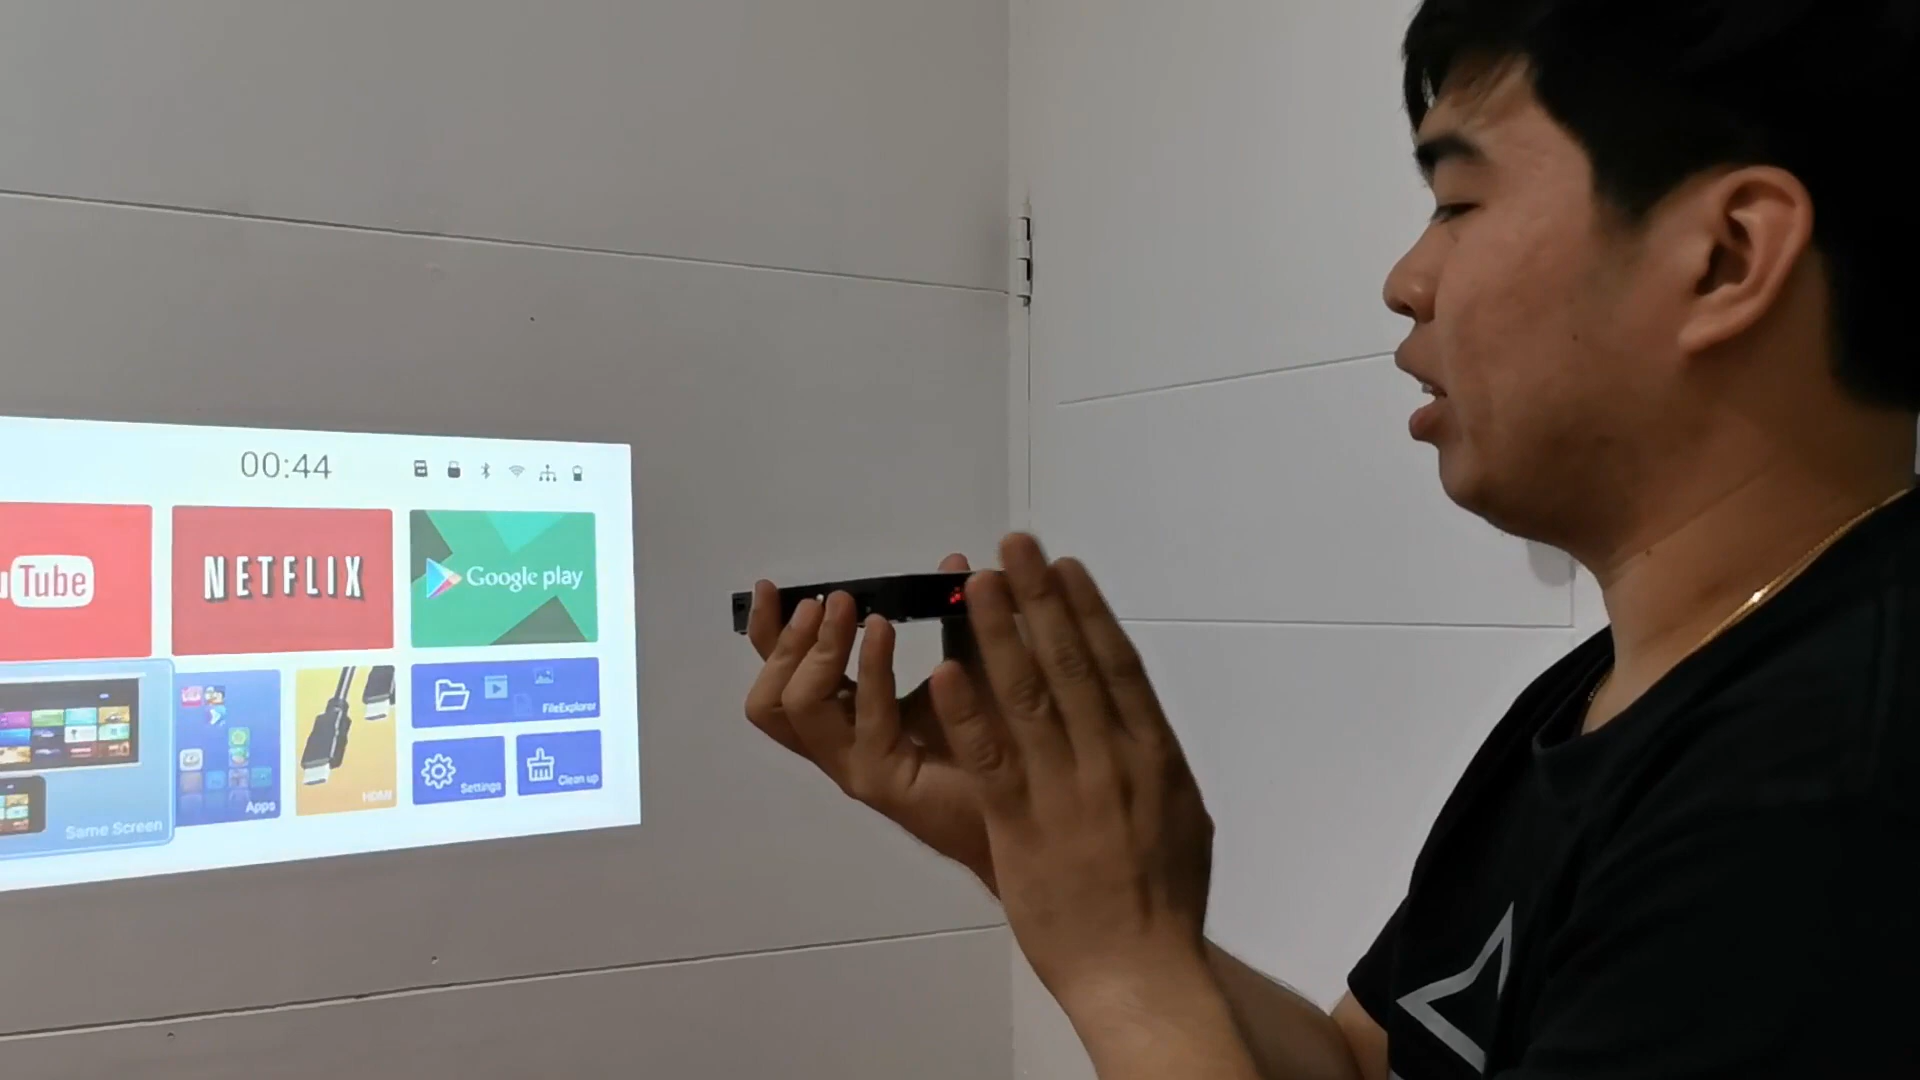 00:44
uTube
NETFLIX
Google play
FileExplorer
Same Screen
Apps
HDMI
Settings
Clean up